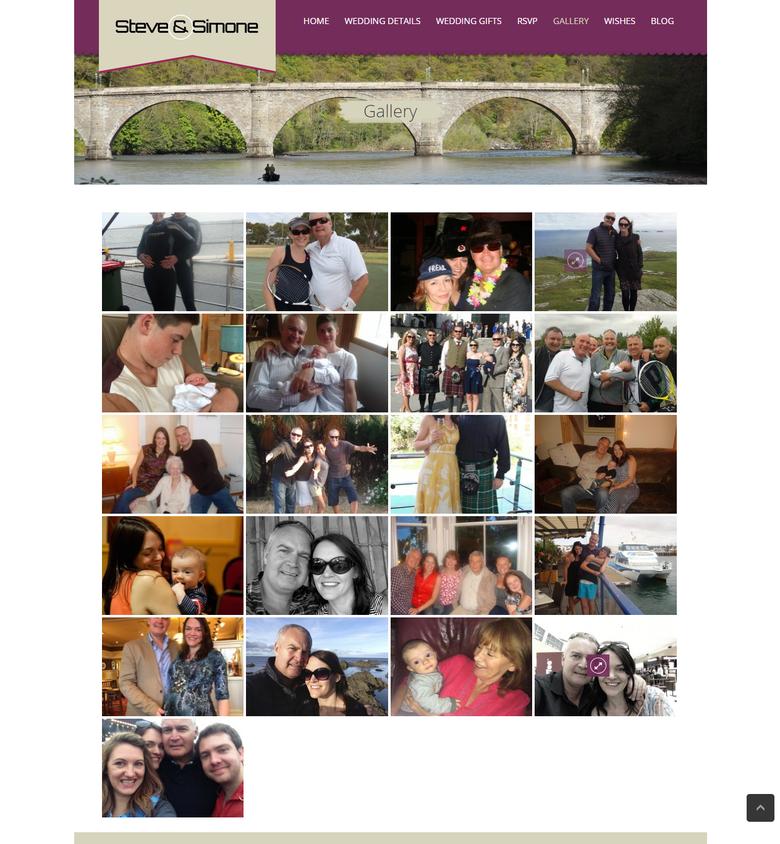 Steve & Simone
HOME WEDDING DETAILS WEDDING GIFTS RSVP GALLERY WISHES BLOG
Gallery